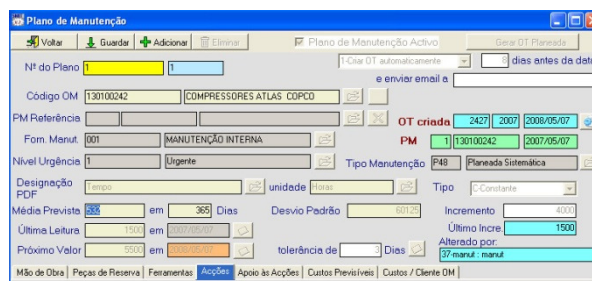 Plano de Manutenção
Voltar Guardar Adicionar Eliminar Plano de Manutenção Activo Gerar OT Planeada
Nº do Plano 1 1 1-Criar OT automaticamente 8 dias antes da data
e enviar email a
Código OM 130100242 COMPRESSORES ATLAS COPCO
PM Referência OT criada 2427 2007 2008/05/07
Forn. Manut. 001 MANUTENÇÃO INTERNA PM 1 130100242 2007/05/07
Nível Urgência 1 Urgente Tipo Manutenção P48 Planeada Sistemática
Designação PDF Tempo unidade Horas Tipo C-Constante
Média Prevista 532 em 365 Dias Desvio Padrão 60125 Incremento 4000
Última Leitura 1500 em 2007/05/07 Último Incre. 1500
Próximo Valor 5500 em 2008/05/07 tolerância de 3 Dias Alterado por:
37-manut : manut
Mão de Obra Peças de Reserva Ferramentas Acções Apoio às Acções Custos Previsíveis Custos / Cliente OM